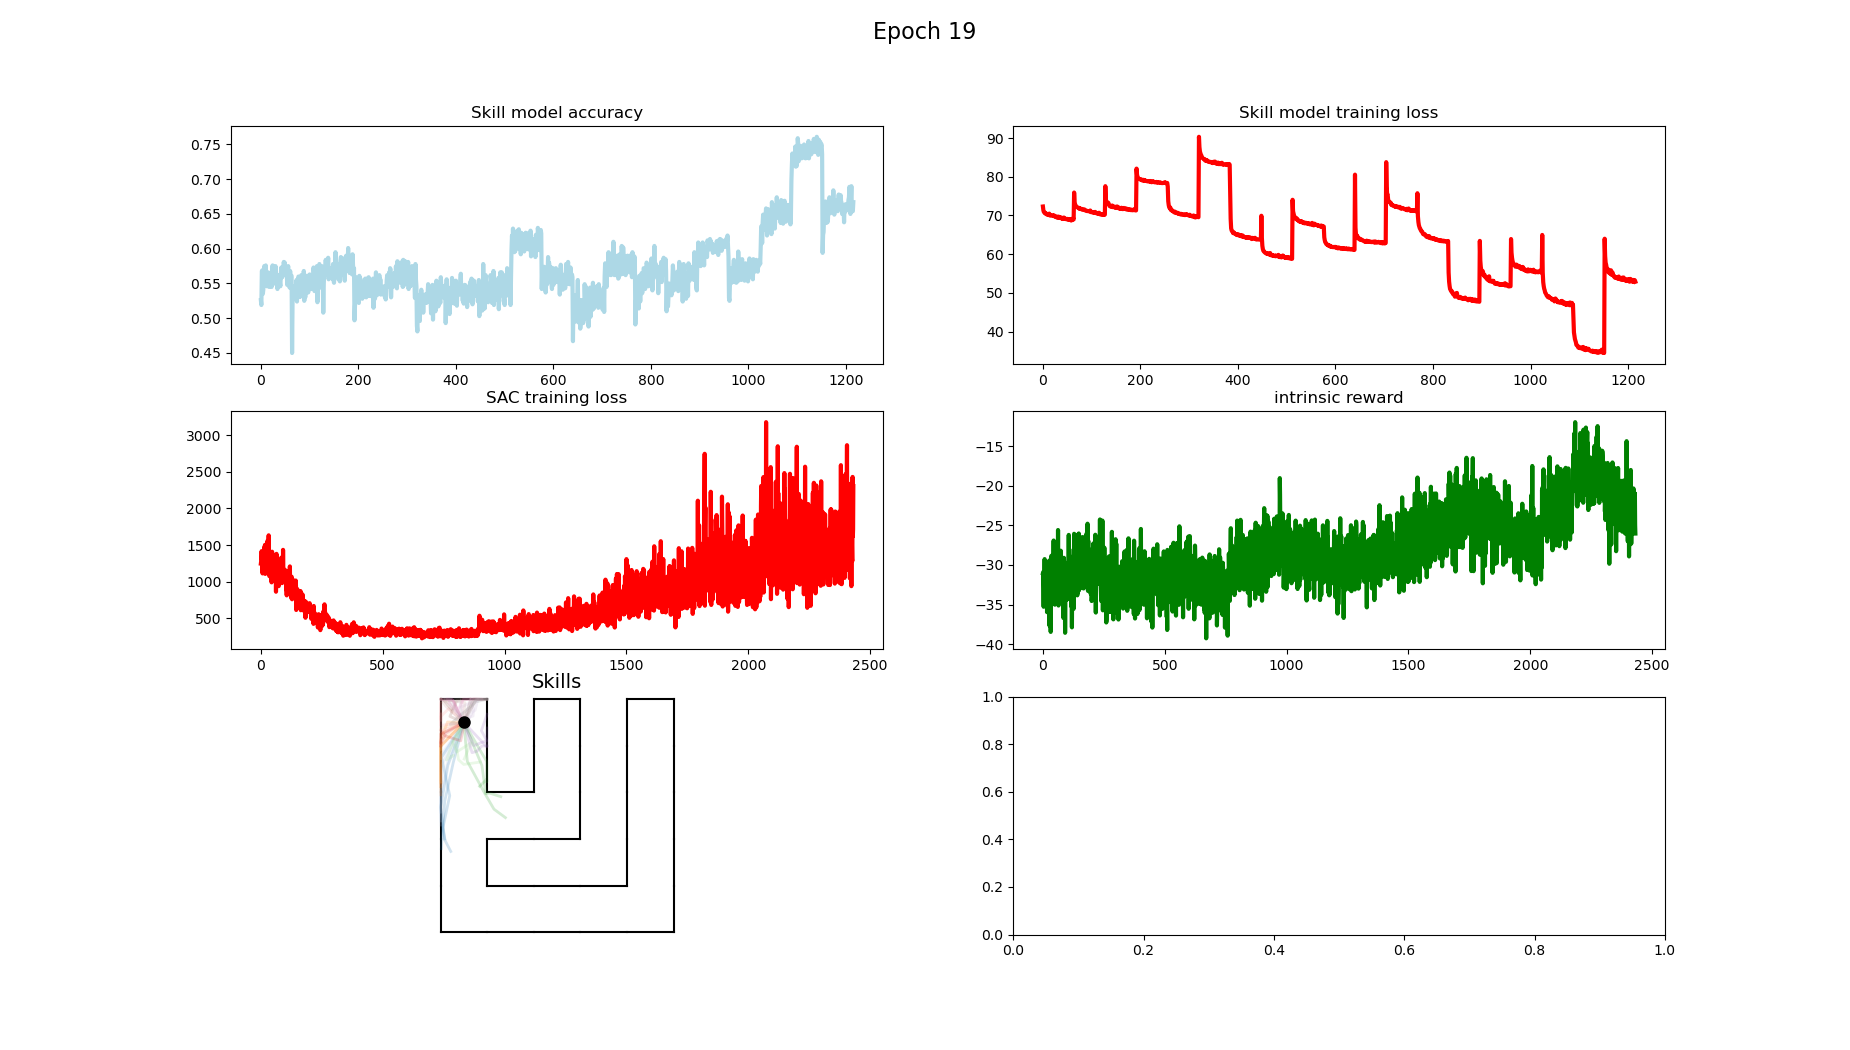 Epoch 19
Skill model accuracy
0.75
0.70
0.65
0.60
0.55
0.50
0.45
0 200 400 600 800 1000 1200
Skill model training loss
90
80
70
60
50
40
0 200 400 600 800 1000 1200
SAC training loss
3000
2500
2000
1500
1000
500
0 500 1000 1500 2000 2500
intrinsic reward
−15
−20
−25
−30
−35
−40
0 500 1000 1500 2000 2500
Skills
1.0
0.8
0.6
0.4
0.2
0.0
0.0 0.2 0.4 0.6 0.8 1.0